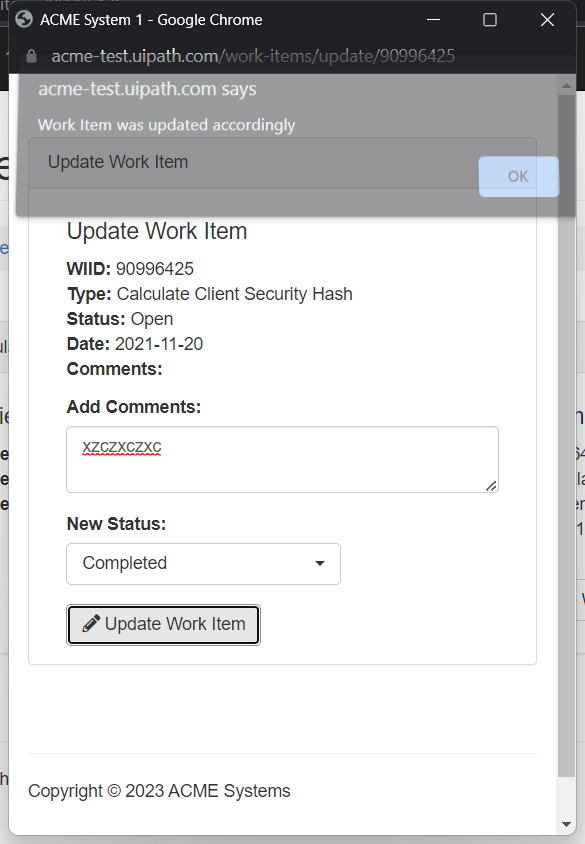 ACME System 1 - Google Chrome
acme-test.uipath.com/work-items/update/90996425
acme-test.uipath.com says
Work Item was updated accordingly
Update Work Item
OK
Update Work Item
WIID: 90996425
Type: Calculate Client Security Hash
Status: Open
Date: 2021-11-20
Comments:
Add Comments:
xzczxczxc
New Status:
Completed
Update Work Item
Copyright © 2023 ACME Systems